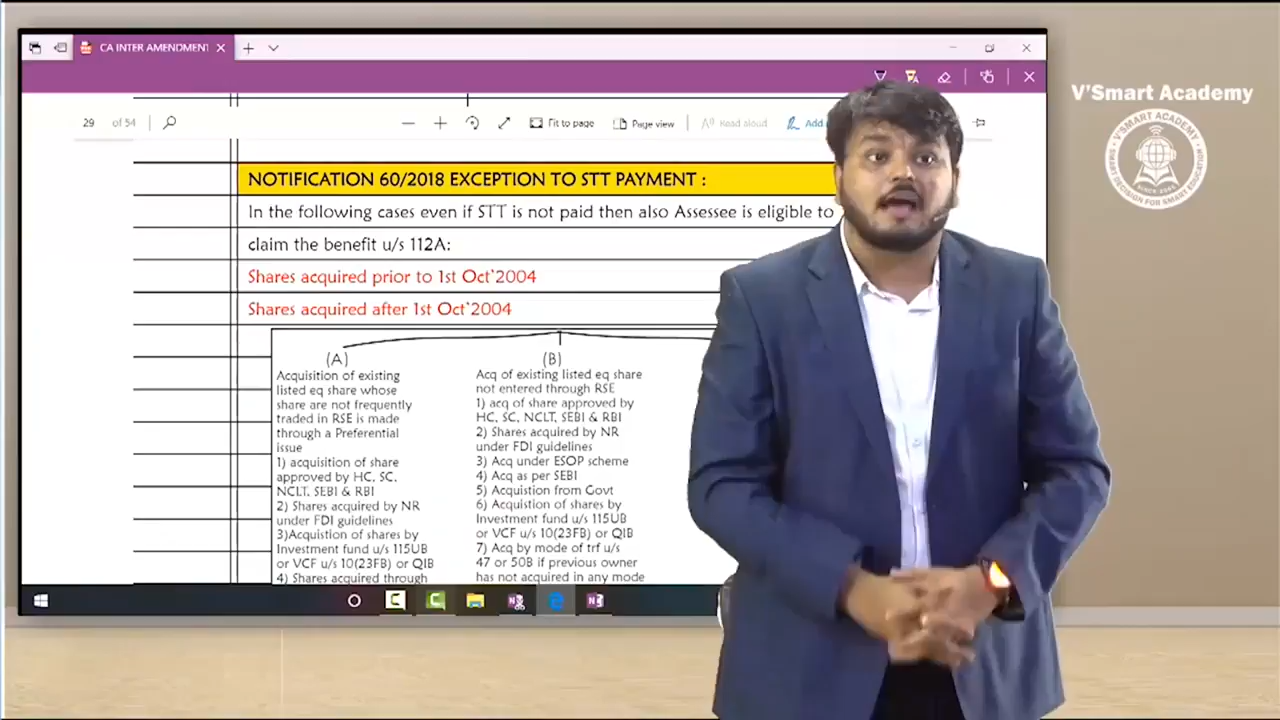 CA INTER AMENDMENT
V'Smart Academy
29 of 54
Fit to page
Page view
Read aloud
Add
V'SMART ACADEMY
NOTIFICATION 60/2018 EXCEPTION TO STT PAYMENT :
In the following cases even if STT is not paid then also Assessee is eligible to
claim the benefit u/s 112A:
Shares acquired prior to 1st Oct'2004
Shares acquired after 1st Oct'2004
(A)
Acquisition of existing
listed eq share whose
share are not frequently
traded in RSE is made
through a Preferential
issue
1) acquisition of share
approved by HC, SC,
NCLT, SEBI & RBI
2) Shares acquired by NR
under FDI guidelines
3)Acquistion of shares by
Investment fund u/s 115UB
or VCF u/s 10(23FB) or QIB
4) Shares acquired through
(B)
Acq of existing listed eq share
not entered through RSE
1) acq of share approved by
HC, SC, NCLT, SEBI & RBI
2) Shares acquired by NR
under FDI guidelines
3) Acq under ESOP scheme
4) Acq as per SEBI
5) Acquistion from Govt
6) Acquistion of shares by
Investment fund u/s 115UB
or VCF u/s 10(23FB) or QIB
7) Acq by mode of trf u/s
47 or 50B if previous owner
has not acquired in any mode